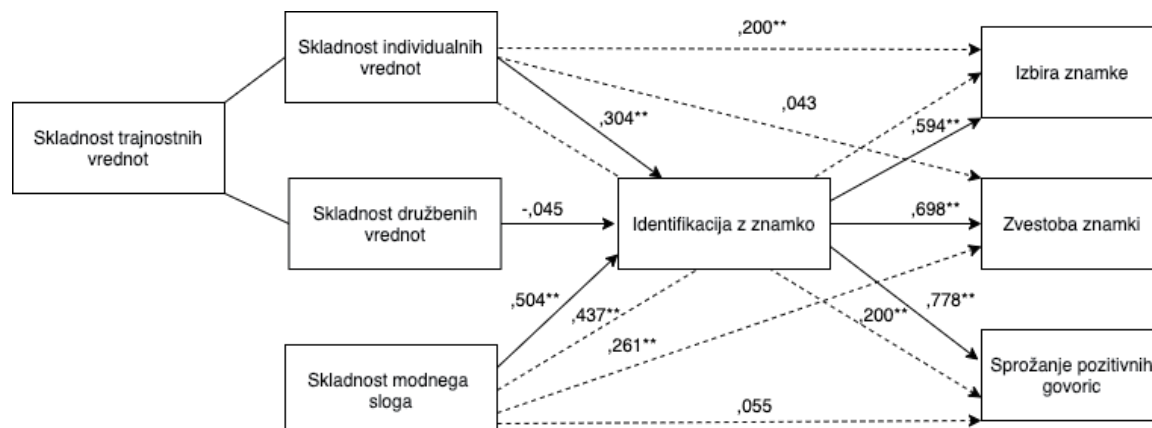 Skladnost individualnih
vrednot
,200**
Izbira znamke
,043
,304**
,594**
Skladnost trajnostnih
vrednot
Skladnost družbenih
vrednot
-,045
Identifikacija z znamko
,698**
Zvestoba znamki
,504**
,437**
,261**
,200**
,778**
Skladnost modnega
sloga
,055
Sprožanje pozitivnih
govoric